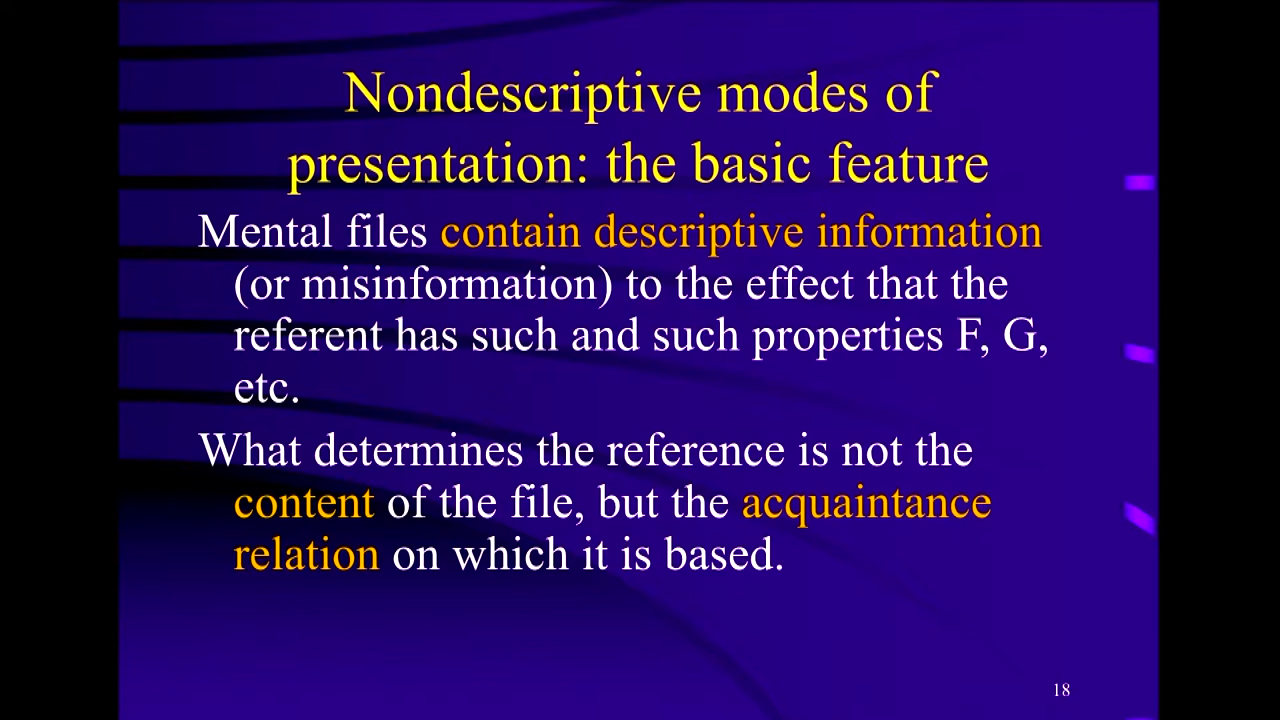 Nondescriptive modes of
presentation: the basic feature
Mental files contain descriptive information
(or misinformation) to the effect that the
referent has such and such properties F, G,
etc.
What determines the reference is not the
content of the file, but the acquaintance
relation on which it is based.
18